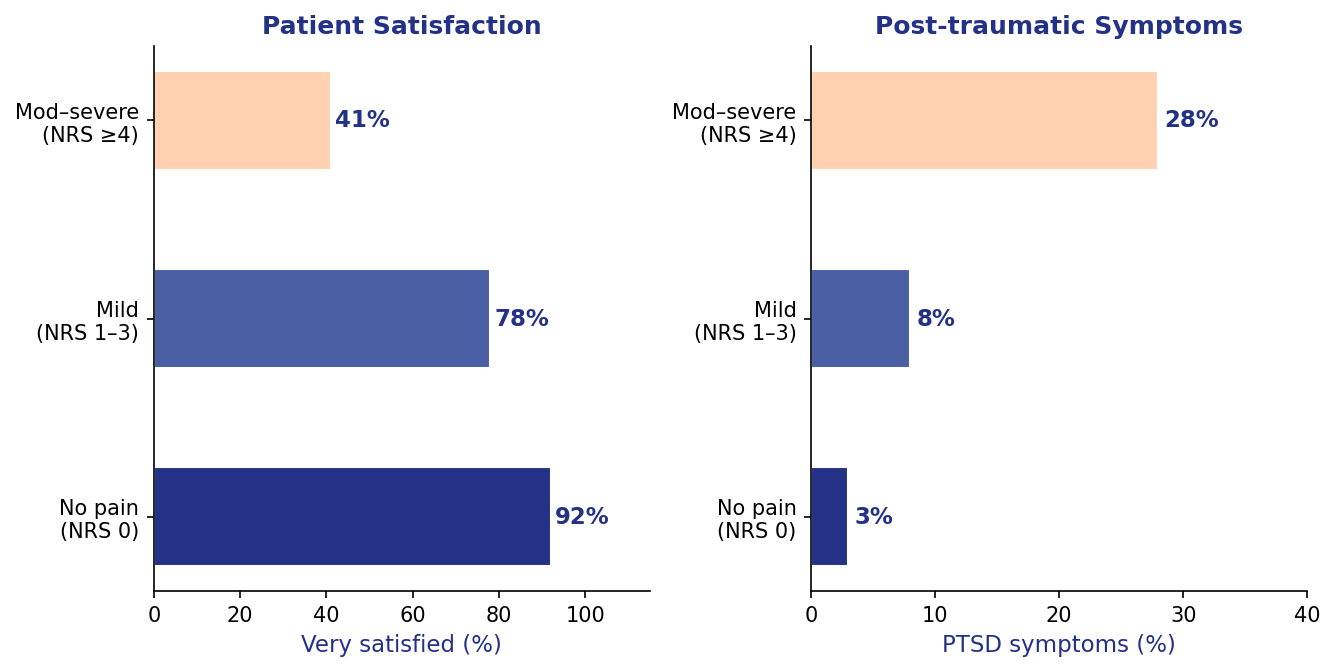 Patient Satisfaction
Mod–severe
(NRS ≥4)
41%
Mild
(NRS 1–3)
78%
No pain
(NRS 0)
92%
0 20 40 60 80 100
Very satisfied (%)
Post-traumatic Symptoms
Mod–severe
(NRS ≥4)
28%
Mild
(NRS 1–3)
8%
No pain
(NRS 0)
3%
0 10 20 30 40
PTSD symptoms (%)